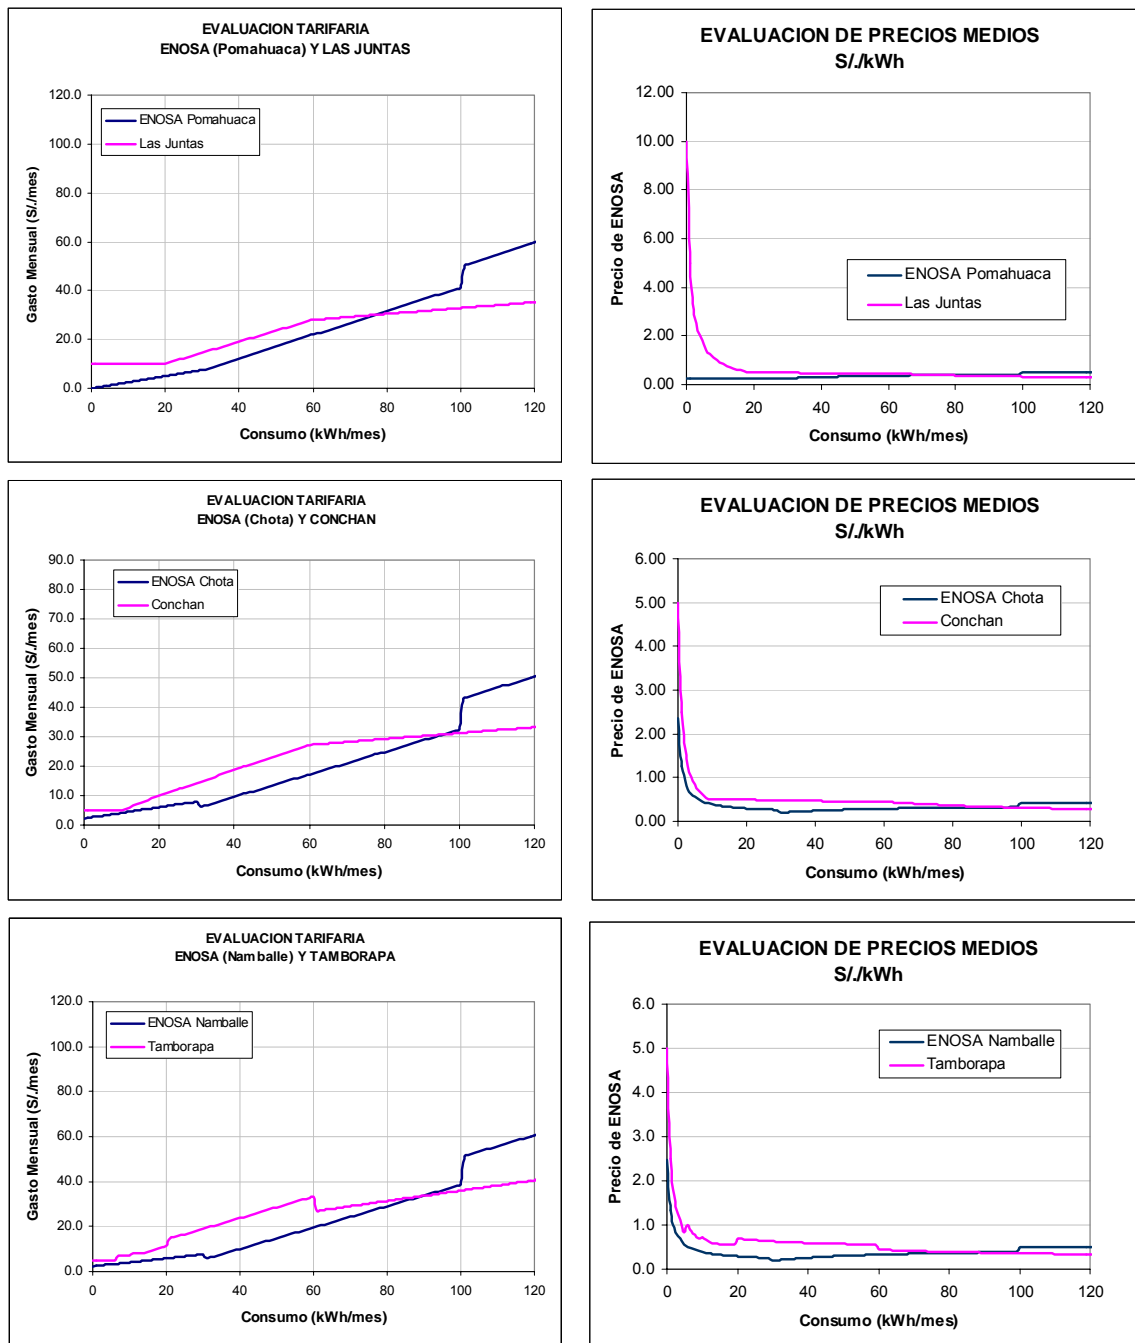 EVALUACION TARIFARIA
ENOSA (Pomahuaca) Y LAS JUNTAS
120.0
100.0
80.0
60.0
40.0
20.0
0.0
Gasto Mensual (S/./mes)
ENOSA Pomahuaca
Las Juntas
0 20 40 60 80 100 120
Consumo (kWh/mes)
EVALUACION DE PRECIOS MEDIOS
S/./kWh
12.00
10.00
8.00
6.00
4.00
2.00
0.00
Precio de ENOSA
ENOSA Pomahuaca
Las Juntas
0 20 40 60 80 100 120
Consumo (kWh/mes)
EVALUACION TARIFARIA
ENOSA (Chota) Y CONCHAN
90.0
80.0
70.0
60.0
50.0
40.0
30.0
20.0
10.0
0.0
Gasto Mensual (S/./mes)
ENOSA Chota
Conchan
0 20 40 60 80 100 120
Consumo (kWh/mes)
EVALUACION DE PRECIOS MEDIOS
S/./kWh
6.00
5.00
4.00
3.00
2.00
1.00
0.00
Precio de ENOSA
ENOSA Chota
Conchan
0 20 40 60 80 100 120
Consumo (kWh/mes)
EVALUACION TARIFARIA
ENOSA (Namballe) Y TAMBORAPA
120.0
100.0
80.0
60.0
40.0
20.0
0.0
Gasto Mensual (S/./mes)
ENOSA Namballe
Tamborapa
0 20 40 60 80 100 120
Consumo (kWh/mes)
EVALUACION DE PRECIOS MEDIOS
S/./kWh
6.0
5.0
4.0
3.0
2.0
1.0
0.0
Precio de ENOSA
ENOSA Namballe
Tamborapa
0 20 40 60 80 100 120
Consumo (kWh/mes)